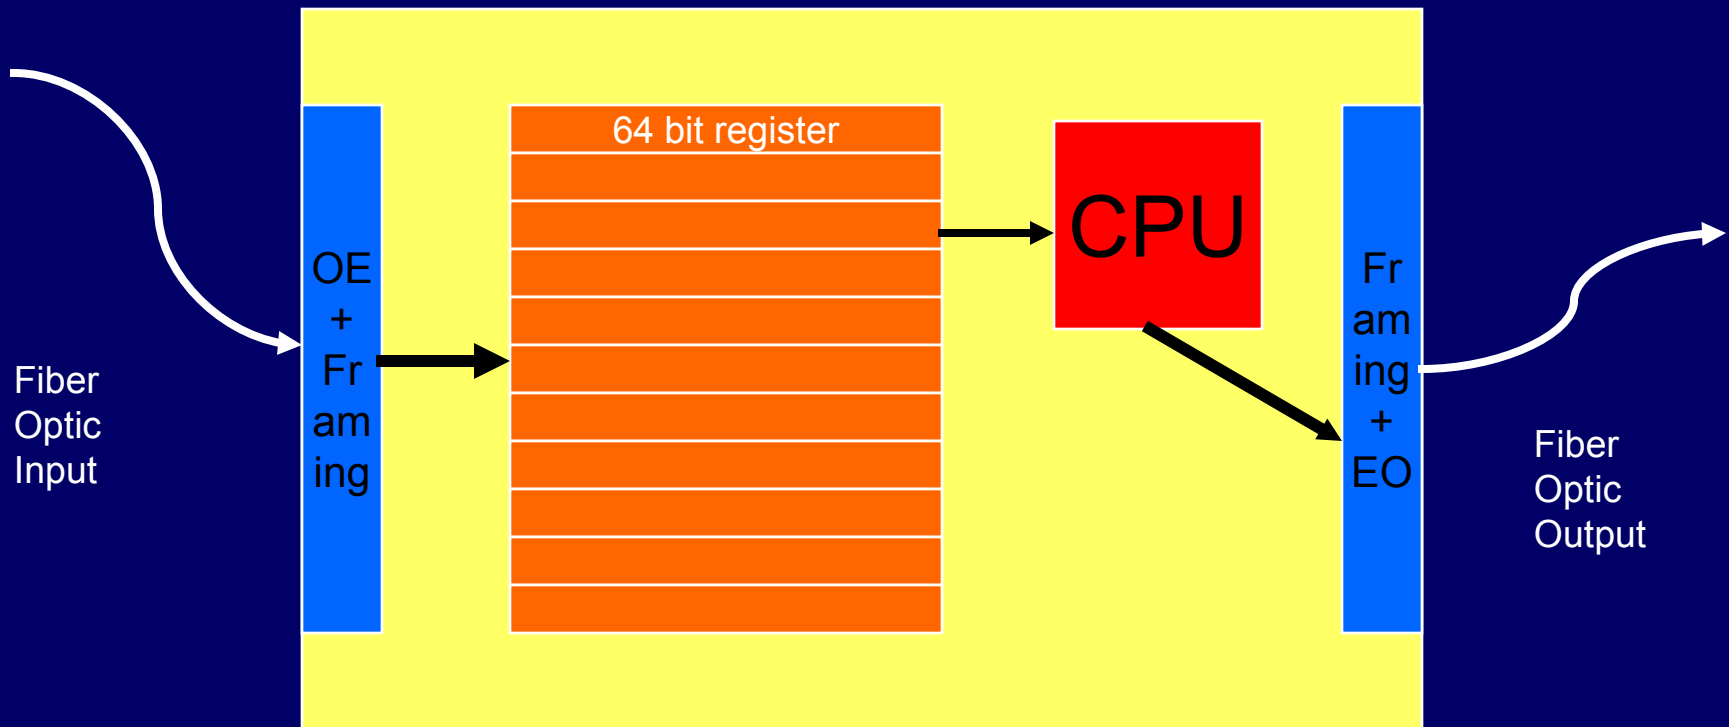 Fiber
Optic
Input
OE
+
Fr
am
ing
64 bit register
CPU
Fr
am
ing
+
EO
Fiber
Optic
Output